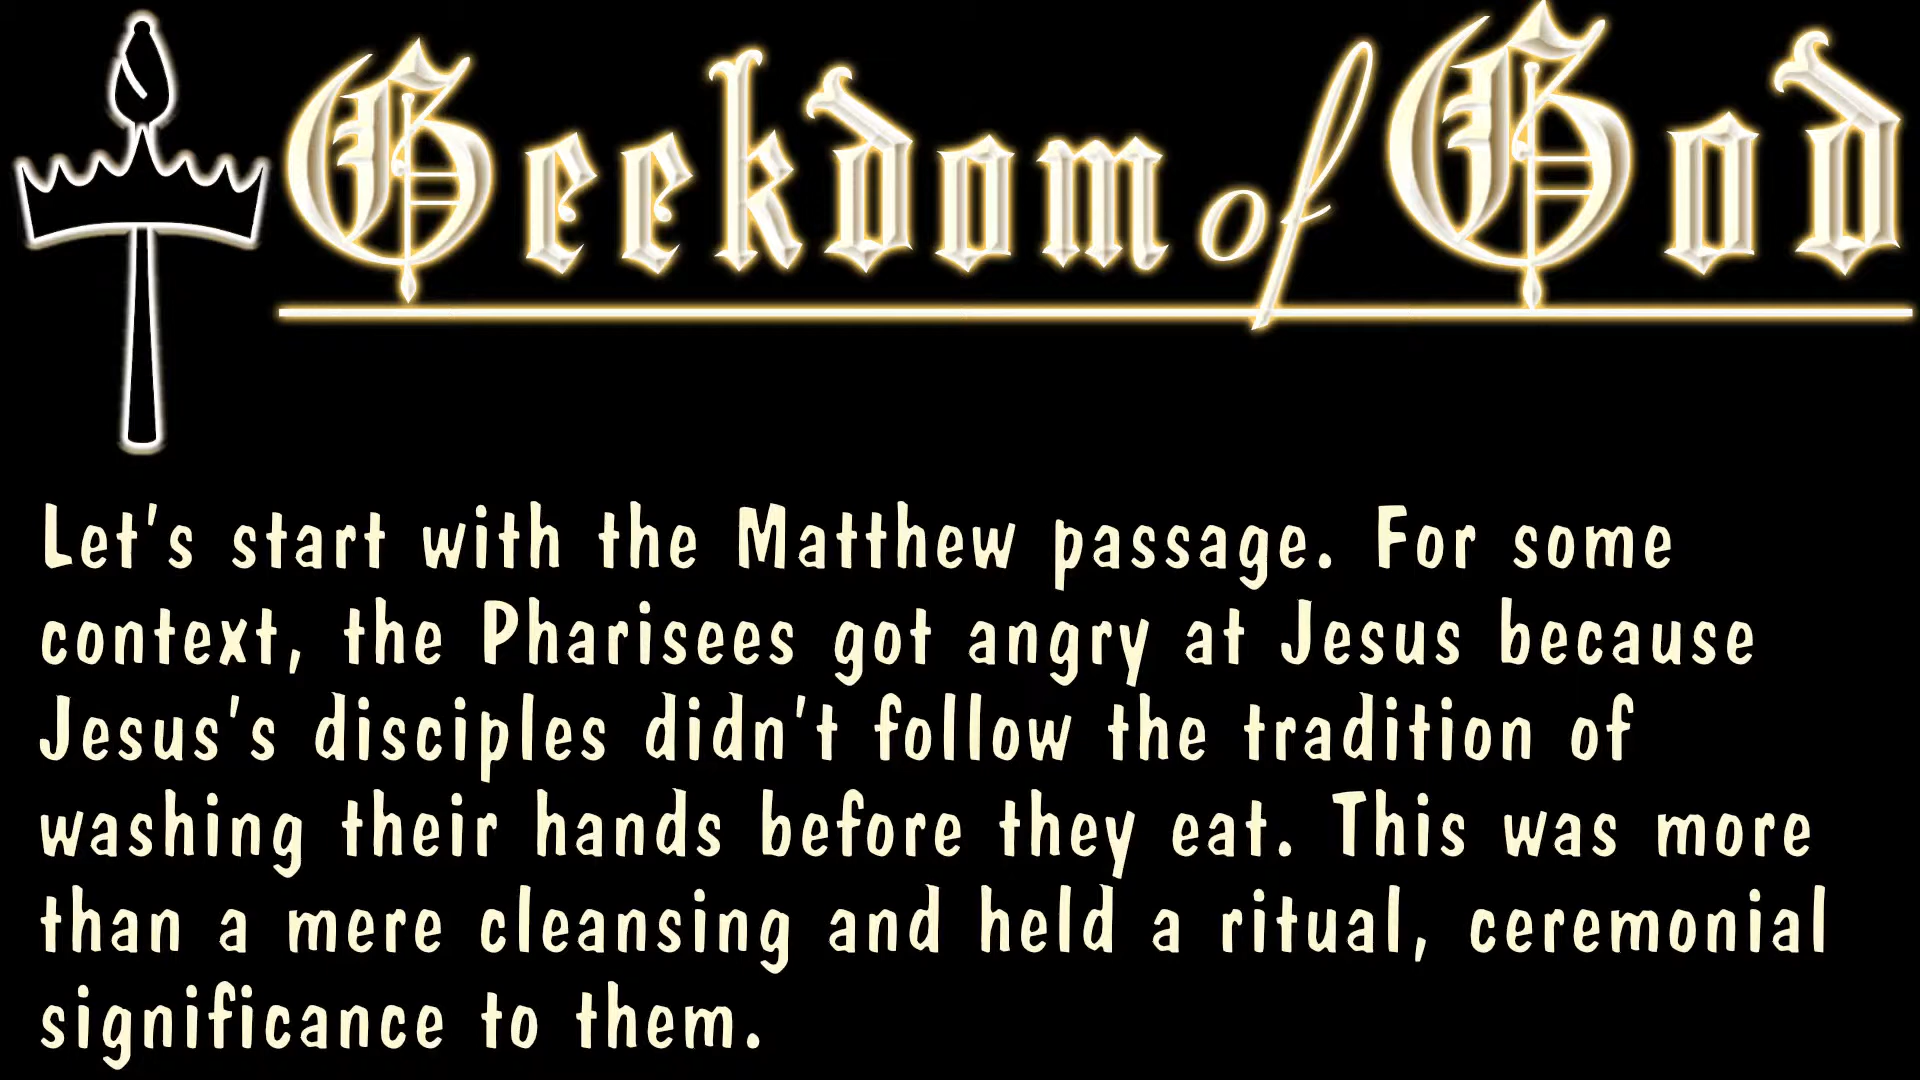 Geekdom of God
Let's start with the Matthew passage. For some
context, the Pharisees got angry at Jesus because
Jesus's disciples didn't follow the tradition of
washing their hands before they eat. This was more
than a mere cleansing and held a ritual, ceremonial
significance to them.